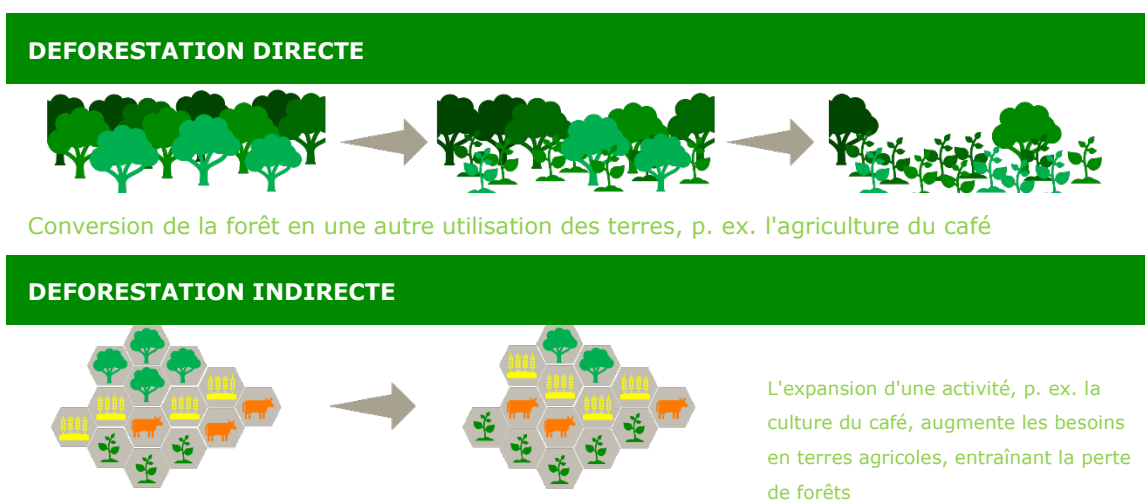 DEFORESTATION DIRECTE
Conversion de la forêt en une autre utilisation des terres, p. ex. l'agriculture du café
DEFORESTATION INDIRECTE
L'expansion d'une activité, p. ex. la
culture du café, augmente les besoins
en terres agricoles, entraînant la perte
de forêts